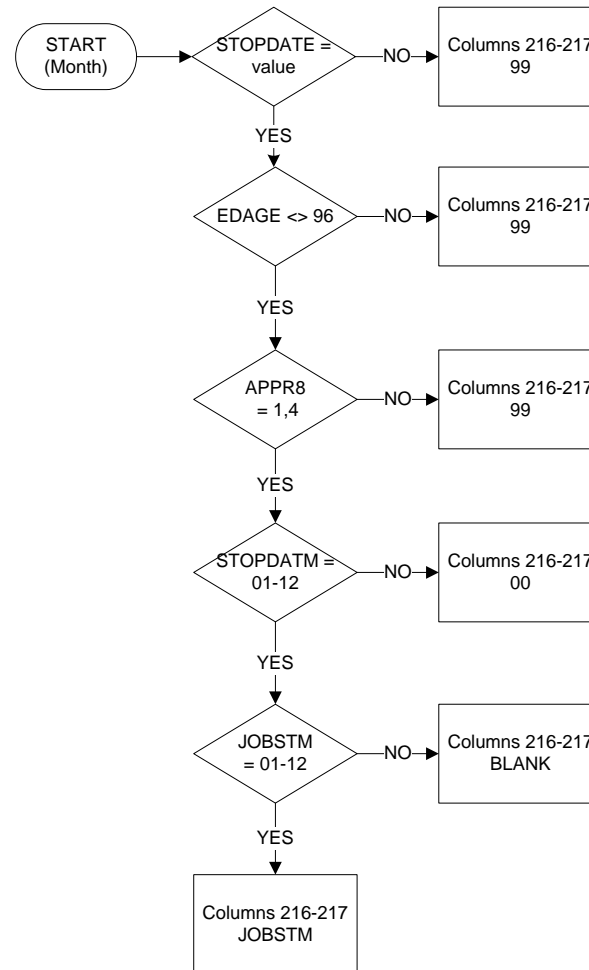 START
(Month)
STOPDATE =
value
NO
Columns 216-217
99
YES
EDAGE <> 96
NO
Columns 216-217
99
YES
APPR8
= 1,4
NO
Columns 216-217
99
YES
STOPDATM =
01-12
NO
Columns 216-217
00
YES
JOBSTM
= 01-12
NO
Columns 216-217
BLANK
YES
Columns 216-217
JOBSTM